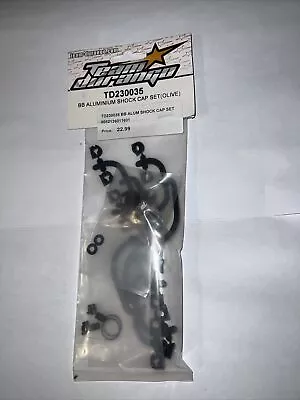 Team
durango
TD230035
BB ALUMINIUM SHOCK CAP SET(OLIVE)
TD230035 BB ALUM SHOCK CAP SET
Price: 22.99